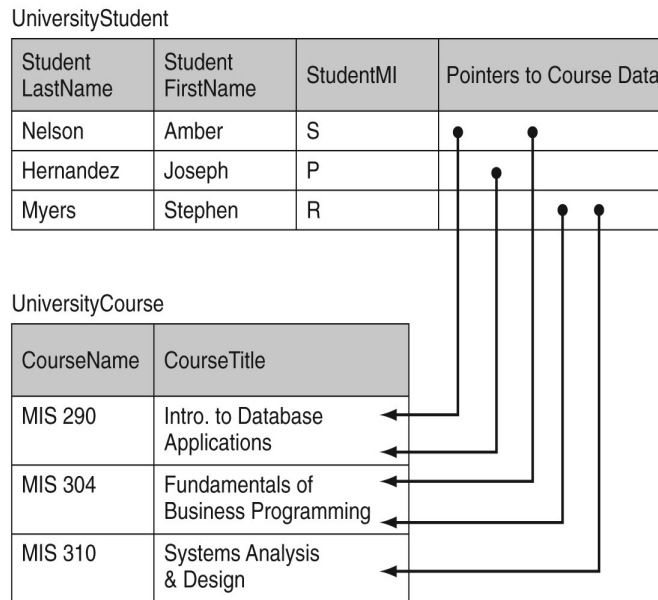 UniversityStudent
Student LastName Student FirstName StudentMI Pointers to Course Data
Nelson Amber S
Hernandez Joseph P
Myers Stephen R
UniversityCourse
CourseName CourseTitle
MIS 290 Intro. to Database
Applications
MIS 304 Fundamentals of
Business Programming
MIS 310 Systems Analysis
& Design